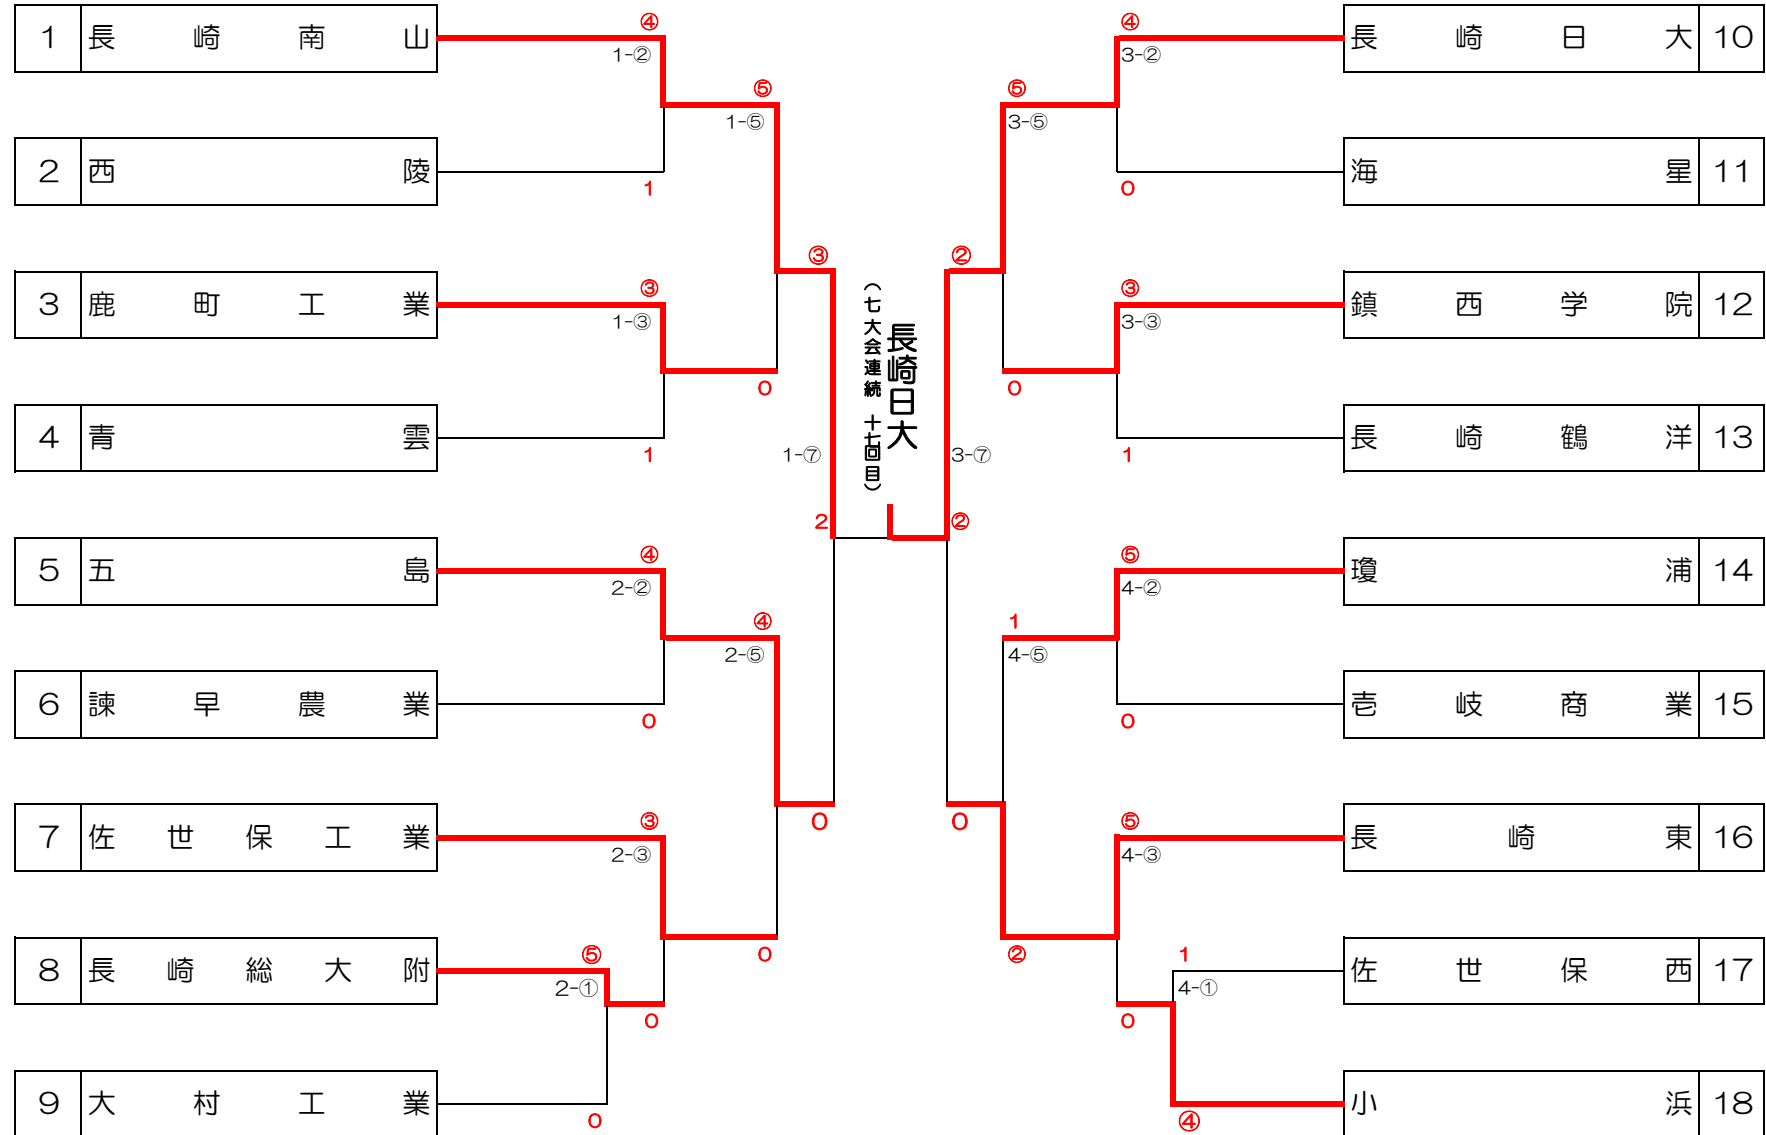 1 長崎南山 ④ ④ 長崎日大 10
1-② 3-②
⑤ ⑤
1-⑤ 3-⑤
2 西陵 1 0 海星 11
③ ②
3 鹿町工業 ③ ③ 鎮西学院 12
1-③ 3-③
0 0
4 青雲 1 1 長崎鶴洋 13
1-⑦ 3-⑦
長崎日大
(七大会連続 十七回目)
2 ②
5 五島 ④ ⑤ 瓊浦 14
2-② 4-②
④ 1
2-⑤ 4-⑤
6 諫早農業 0 0 壱岐商業 15
0 0
7 佐世保工業 ③ ⑤ 長崎東 16
2-③ 4-③
0 ②
8 長崎総大附 ⑤ 1 佐世保西 17
2-① 4-①
0 0
9 大村工業 0 ④ 小浜 18